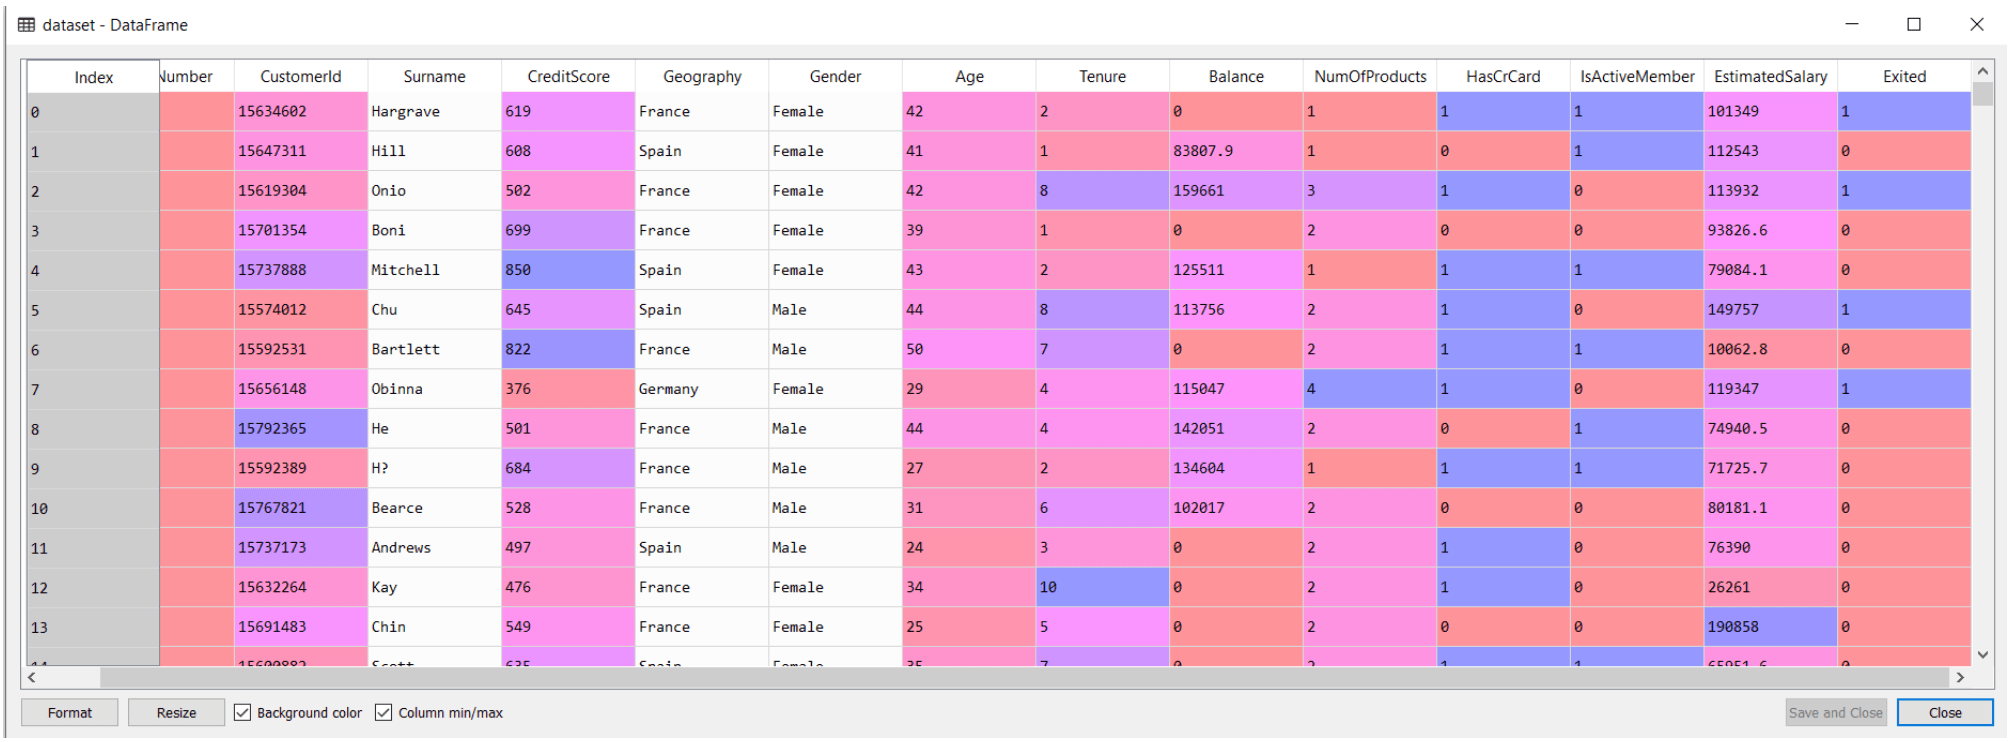 dataset - DataFrame
Index Number CustomerId Surname CreditScore Geography Gender Age Tenure Balance NumOfProducts HasCrCard IsActiveMember EstimatedSalary Exited
0 15634602 Hargrave 619 France Female 42 2 0 1 1 1 101349 1
1 15647311 Hill 608 Spain Female 41 1 83807.9 1 0 1 112543 0
2 15619304 Onio 502 France Female 42 8 159661 3 1 0 113932 1
3 15701354 Boni 699 France Female 39 1 0 2 0 0 93826.6 0
4 15737888 Mitchell 850 Spain Female 43 2 125511 1 1 1 79084.1 0
5 15574012 Chu 645 Spain Male 44 8 113756 2 1 0 149757 1
6 15592531 Bartlett 822 France Male 50 7 0 2 1 1 10062.8 0
7 15656148 Obinna 376 Germany Female 29 4 115047 4 1 0 119347 1
8 15792365 He 501 France Male 44 4 142051 2 0 1 74940.5 0
9 15592389 H? 684 France Male 27 2 134604 1 1 1 71725.7 0
10 15767821 Bearce 528 France Male 31 6 102017 2 0 0 80181.1 0
11 15737173 Andrews 497 Spain Male 24 3 0 2 1 0 76390 0
12 15632264 Kay 476 France Female 34 10 0 2 1 0 26261 0
13 15691483 Chin 549 France Female 25 5 0 2 0 0 190858 0
14 15600882 Scott 635 Spain Female 35 7 0 2 1 1 65951.6 0
Format Resize Background color Column min/max Save and Close Close